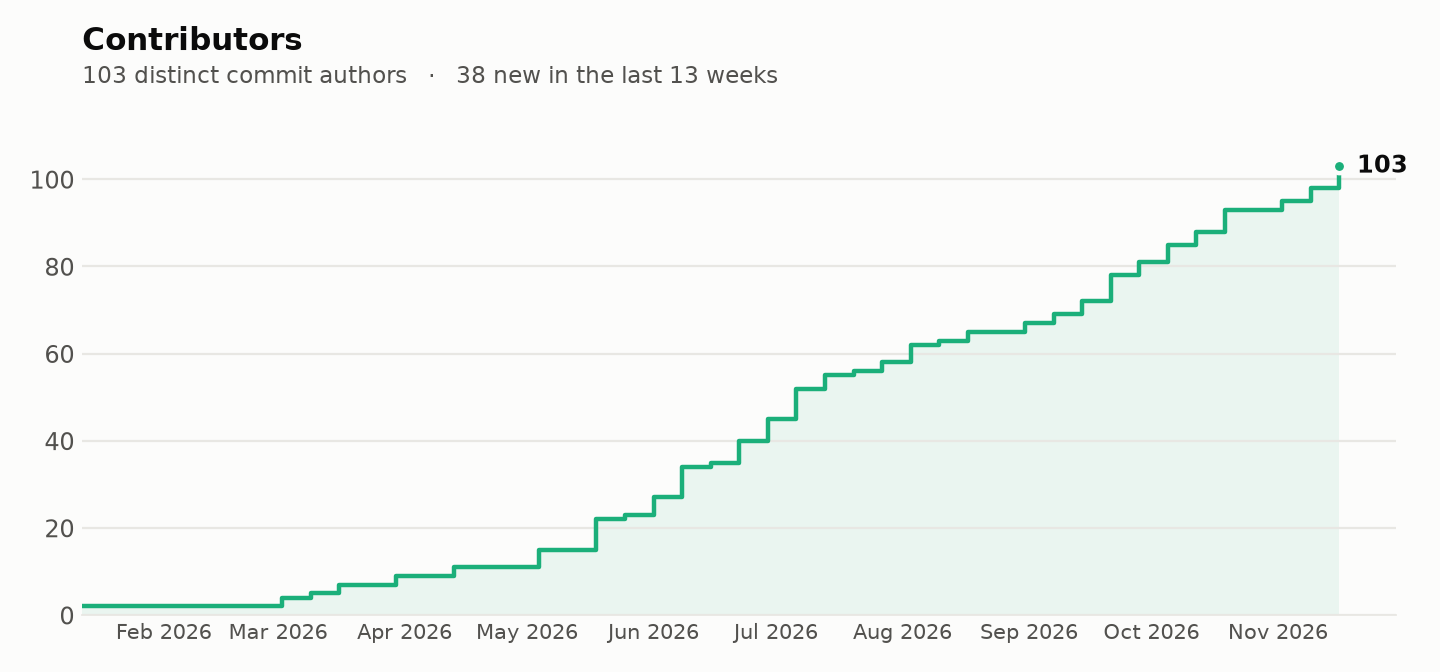 Contributors
103 distinct commit authors · 38 new in the last 13 weeks
103
100
80
60
40
20
0
Feb 2026 Mar 2026 Apr 2026 May 2026 Jun 2026 Jul 2026 Aug 2026 Sep 2026 Oct 2026 Nov 2026